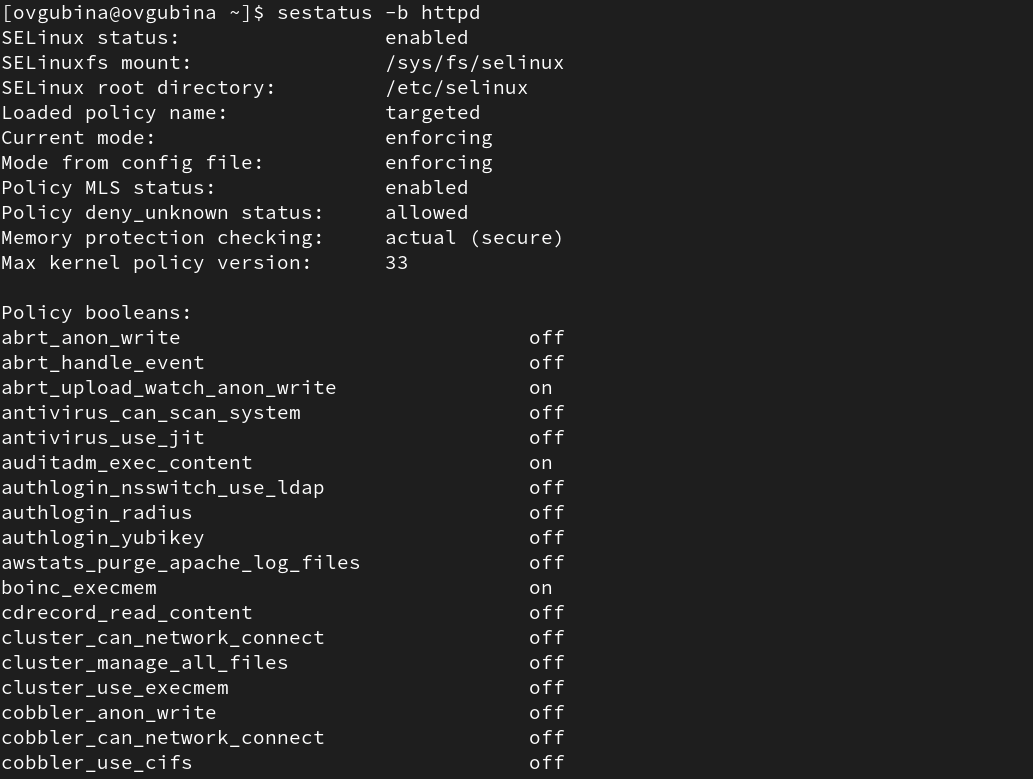 [ovgubina@ovgubina ~]$ sestatus -b httpd
SELinux status:                 enabled
SELinuxfs mount:                /sys/fs/selinux
SELinux root directory:         /etc/selinux
Loaded policy name:             targeted
Current mode:                   enforcing
Mode from config file:          enforcing
Policy MLS status:              enabled
Policy deny_unknown status:     allowed
Memory protection checking:     actual (secure)
Max kernel policy version:      33

Policy booleans:
abrt_anon_write                             off
abrt_handle_event                           off
abrt_upload_watch_anon_write                on
antivirus_can_scan_system                   off
antivirus_use_jit                           off
auditadm_exec_content                       on
authlogin_nsswitch_use_ldap                 off
authlogin_radius                            off
authlogin_yubikey                           off
awstats_purge_apache_log_files              off
boinc_execmem                               on
cdrecord_read_content                       off
cluster_can_network_connect                 off
cluster_manage_all_files                    off
cluster_use_execmem                         off
cobbler_anon_write                          off
cobbler_can_network_connect                 off
cobbler_use_cifs                            off